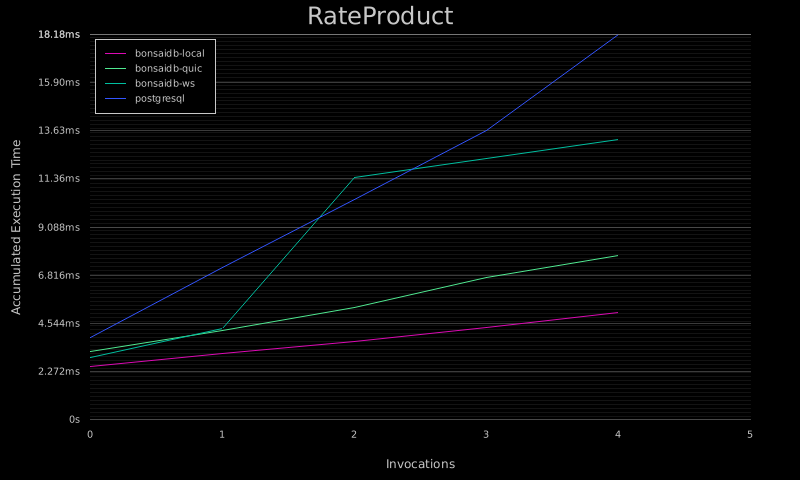 RateProduct
18.18ms
bonsaidb-local
bonsaidb-quic
bonsaidb-ws
postgresql
15.90ms
13.63ms
11.36ms
9.088ms
6.816ms
4.544ms
2.272ms
0s
Accumulated Execution Time
0 1 2 3 4 5
Invocations